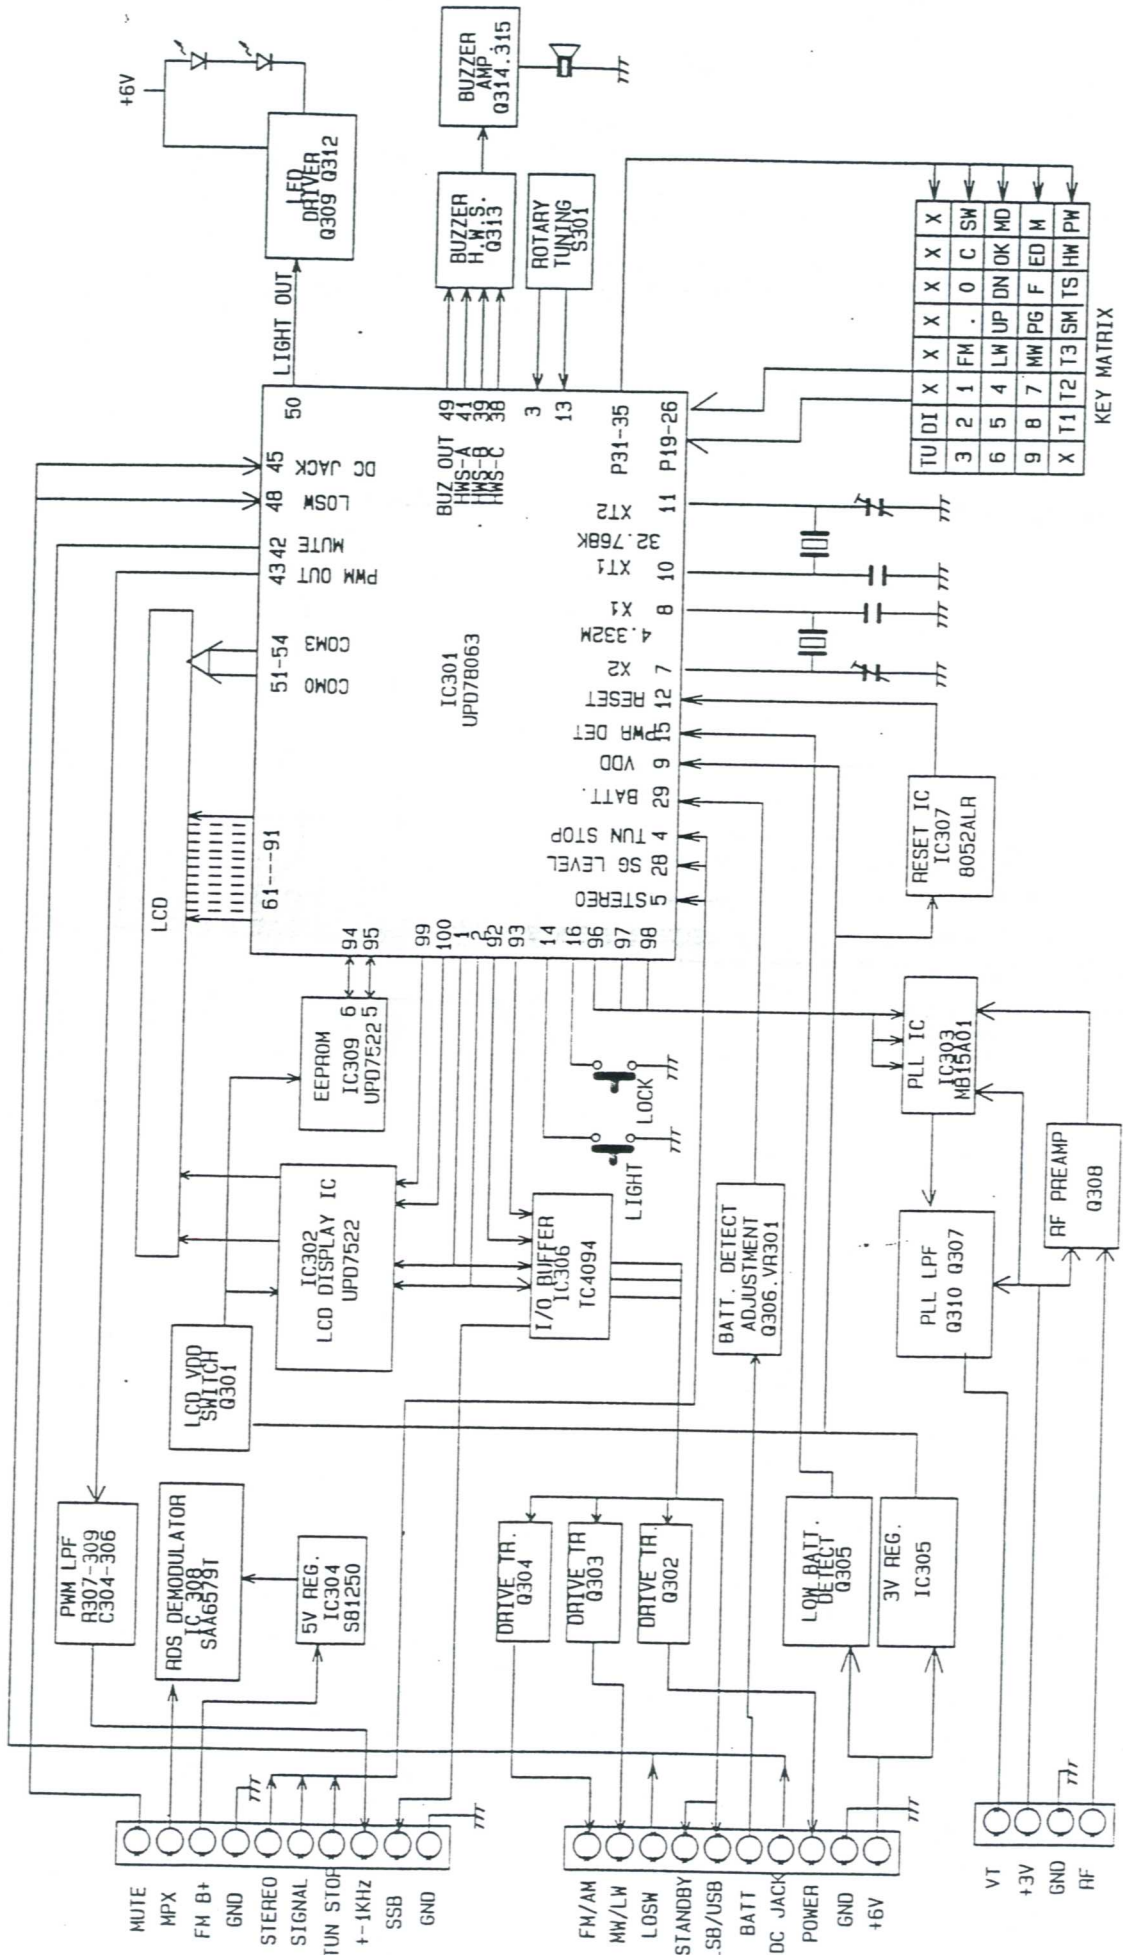 +6V
LED
DRIVER
Q309 Q312
LIGHT OUT
BUZZER
AMP.
Q314.315
BUZZER
H.W.S.
Q313
ROTARY
TUNING
S301
50
BUZ OUT 49
HWS-A 41
HWS-B 39
HWS-C 38
3
13
P31-35
P19-26
45 DC JACK
48 LOSW
42 MUTE
43 PWM OUT
51-54
COM3
COM0
61---91
LCD
IC301
UPD78063
11 XT2
32.768K
10 XT1
8 X1
4.332M
7 X2
12 RESET
15 PWR DET
9 VDD
29 BATT.
4 TUN STOP
28 SG LEVEL
5 STEREO
94
95
99
100
1
2
92
93
14
16
96
97
98
TU DI X X X X X X
3 2 1 FM . 0 C SW
6 5 4 LW UP DN OK MD
9 8 7 MW PG F ED M
X T1 T2 T3 SM TS HW PW
KEY MATRIX
EEPROM
IC309 6
UPD7522 5
IC302
LCD DISPLAY IC
UPD7522
LCD VDD
SWITCH
Q301
I/O BUFFER
IC306
TC4094
LOCK
LIGHT
RESET IC
IC307
8052ALR
PLL IC
IC303
MB15A01
RF PREAMP
Q308
PLL LPF
Q310 Q307
BATT. DETECT
ADJUSTMENT
Q306.VR301
PWM LPF
R307-309
C304-306
RDS DEMODULATOR
IC 308
SAA6579T
5V REG.
IC304
S81250
DRIVE TR.
Q304
DRIVE TR
Q303
DRIVE TR.
Q302
LOW BATT.
DETECT
Q305
3V REG.
IC305
MUTE
MPX
FM B+
GND
STEREO
SIGNAL
TUN STOP
+-1KHz
SSB
GND
FM/AM
MW/LW
LOSW
STANDBY
LSB/USB
BATT
DC JACK
POWER
GND
+6V
VT
+3V
GND
RF